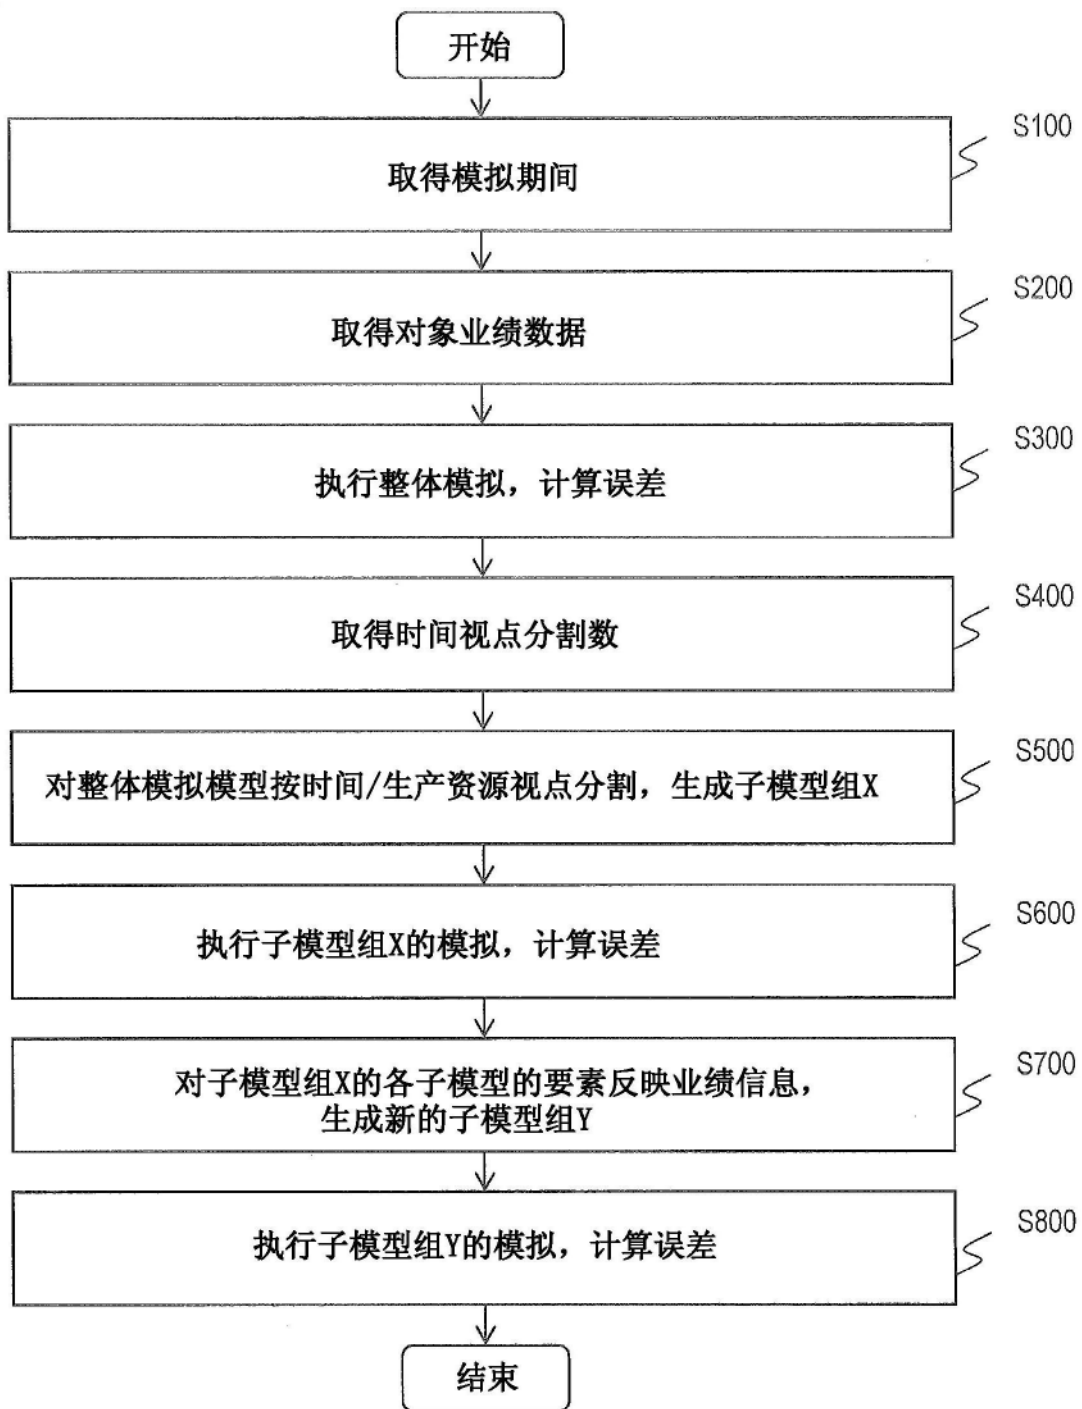 开始
取得模拟期间
S100
取得对象业绩数据
S200
执行整体模拟，计算误差
S300
取得时间视点分割数
S400
对整体模拟模型按时间/生产资源视点分割，生成子模型组X
S500
执行子模型组X的模拟，计算误差
S600
对子模型组X的各子模型的要素反映业绩信息，
生成新的子模型组Y
S700
执行子模型组Y的模拟，计算误差
S800
结束